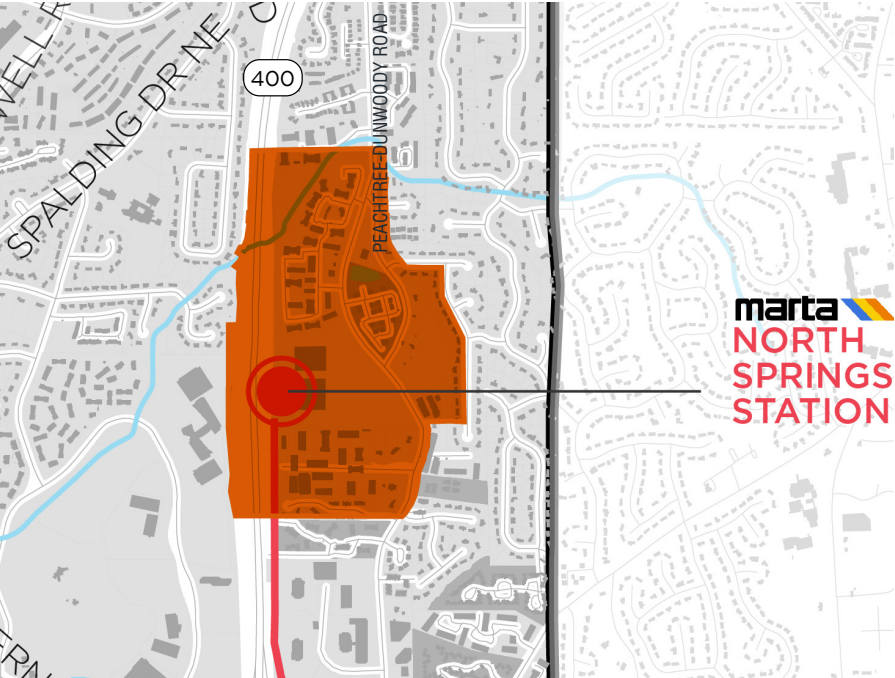 400
PEACHTREE-DUNWOODY ROAD
SPALDING DR NE
marta
NORTH
SPRINGS
STATION